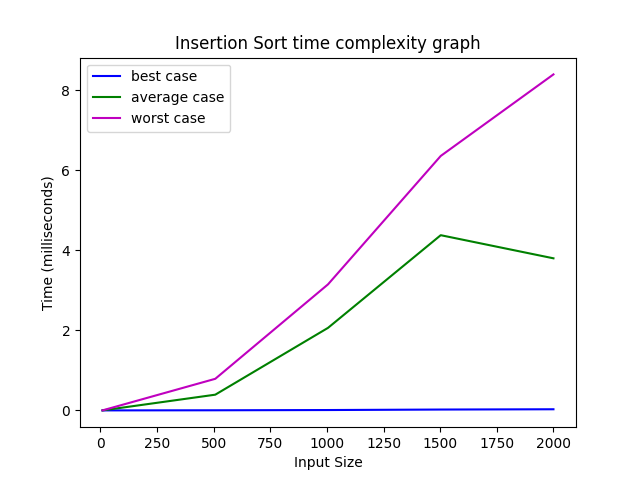 Insertion Sort time complexity graph
best case
average case
worst case
8
6
4
2
0
Time (milliseconds)
0 250 500 750 1000 1250 1500 1750 2000
Input Size